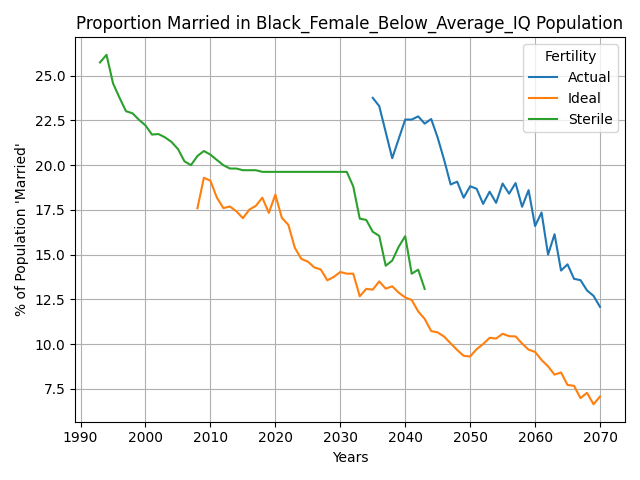 Proportion Married in Black_Female_Below_Average_IQ Population
Fertility
Actual
Ideal
Sterile
% of Population 'Married'
25.0
22.5
20.0
17.5
15.0
12.5
10.0
7.5
1990 2000 2010 2020 2030 2040 2050 2060 2070
Years